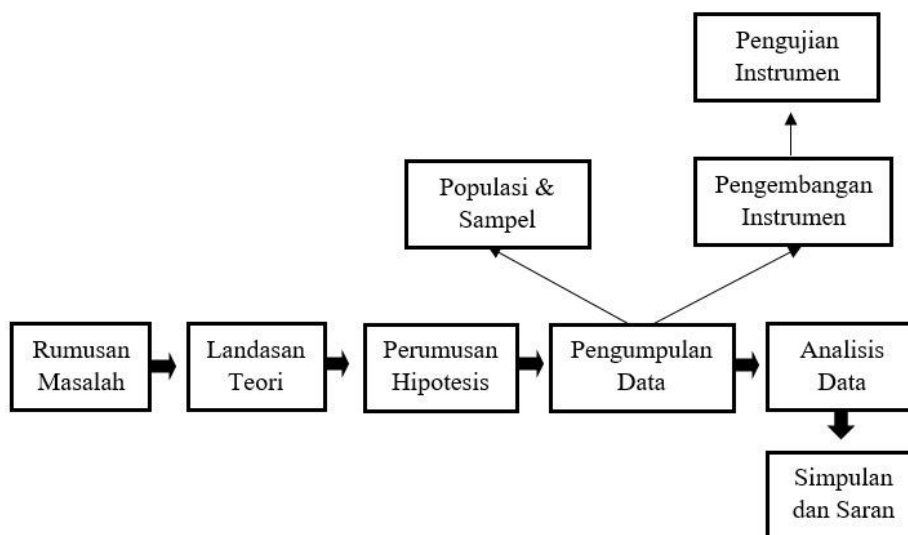 Pengujian
Instrumen
Populasi &
Sampel
Pengembangan
Instrumen
Rumusan
Masalah
Landasan
Teori
Perumusan
Hipotesis
Pengumpulan
Data
Analisis
Data
Simpulan
dan Saran